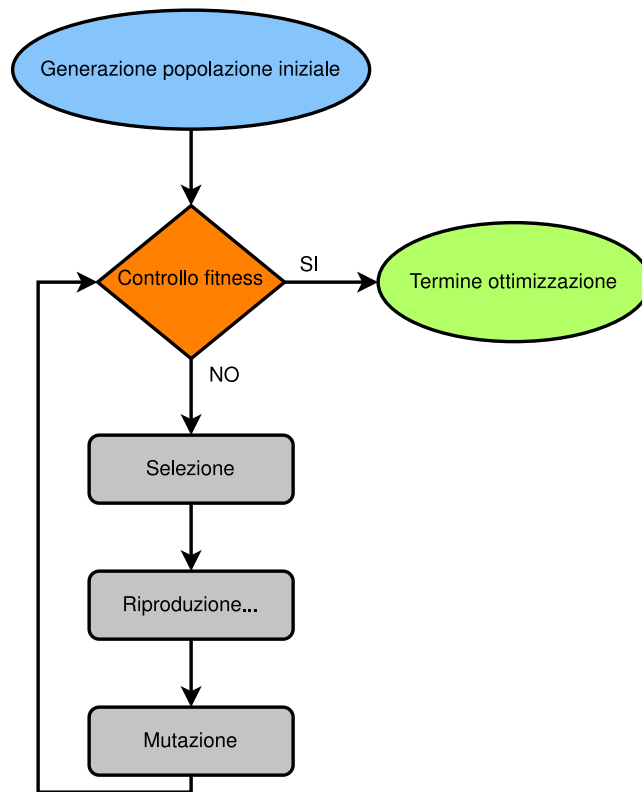 Generazione popolazione iniziale
Controllo fitness
SI
Termine ottimizzazione
NO
Selezione
Riproduzione...
Mutazione